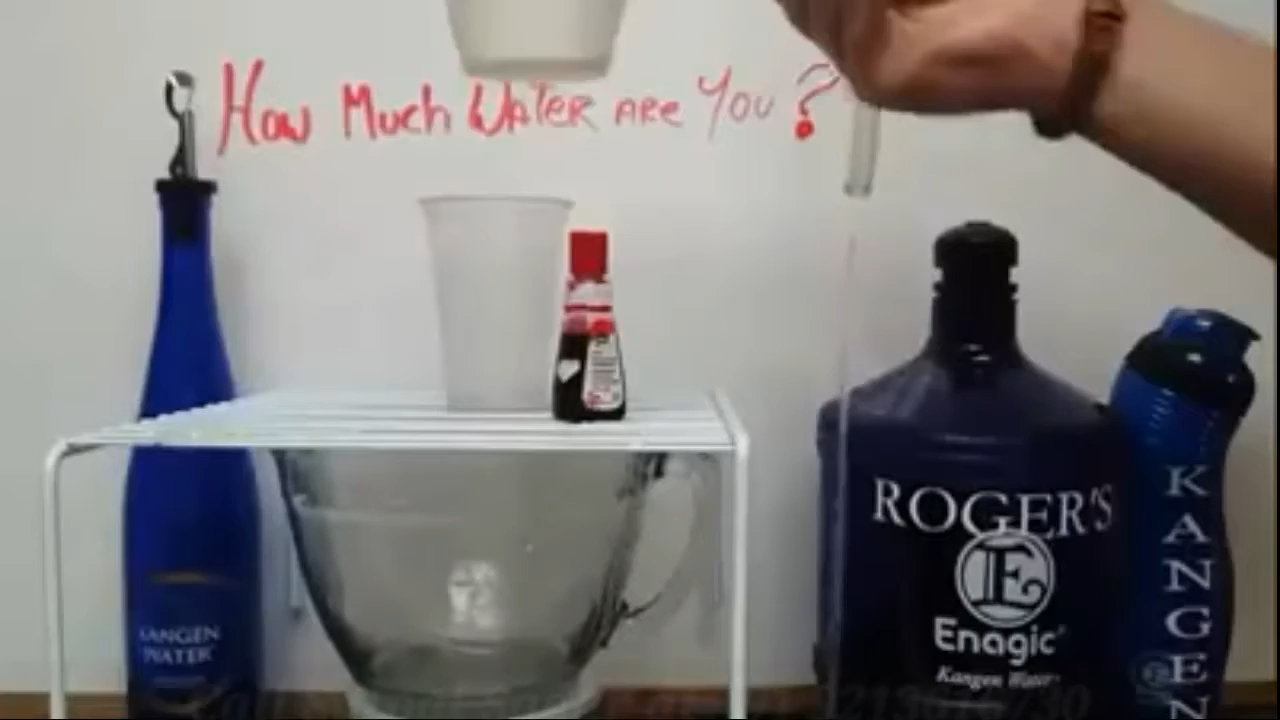 How Much Water are You?
ROGER'S
E
Enagic
Kangen Water
KANGEN
WATER
KANGEN